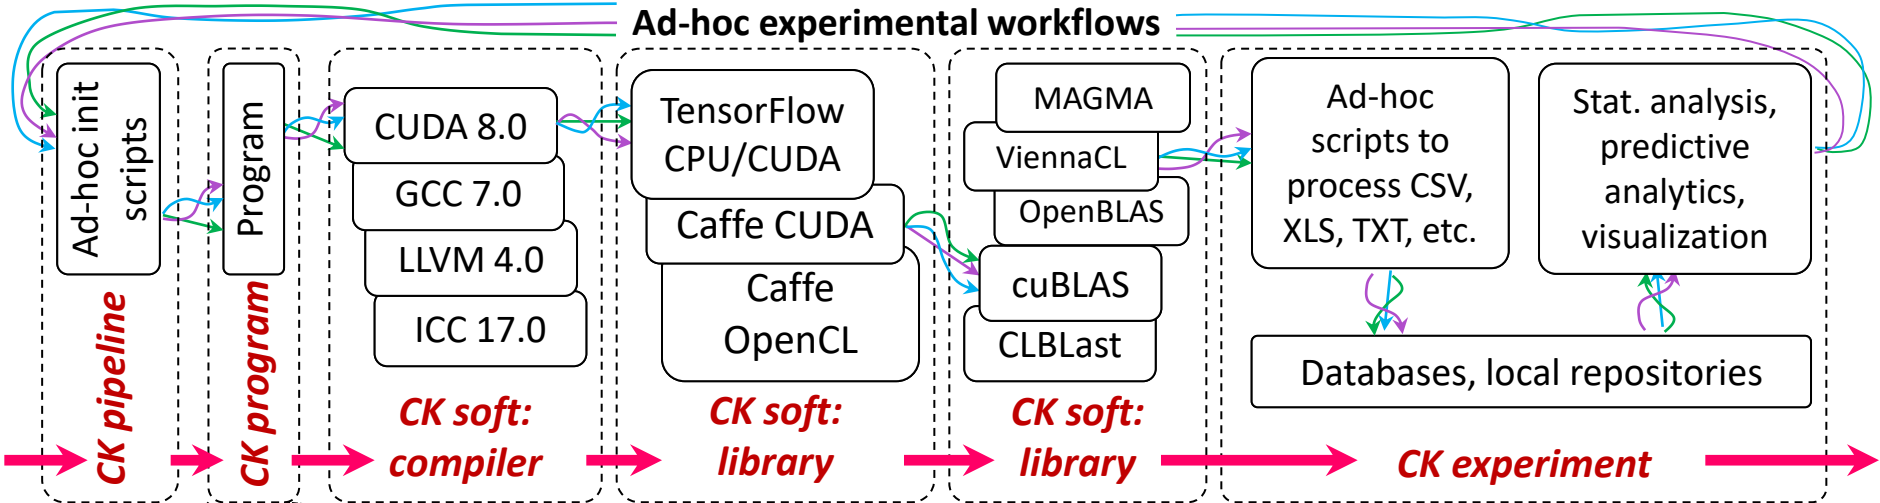 Ad-hoc experimental workflows
Ad-hoc init
scripts
CK pipeline
Program
CK program
CUDA 8.0
GCC 7.0
LLVM 4.0
ICC 17.0
CK soft:
compiler
TensorFlow
CPU/CUDA
Caffe CUDA
Caffe
OpenCL
CK soft:
library
MAGMA
ViennaCL
OpenBLAS
cuBLAS
CLBLast
CK soft:
library
Ad-hoc
scripts to
process CSV,
XLS, TXT, etc.
Stat. analysis,
predictive
analytics,
visualization
Databases, local repositories
CK experiment